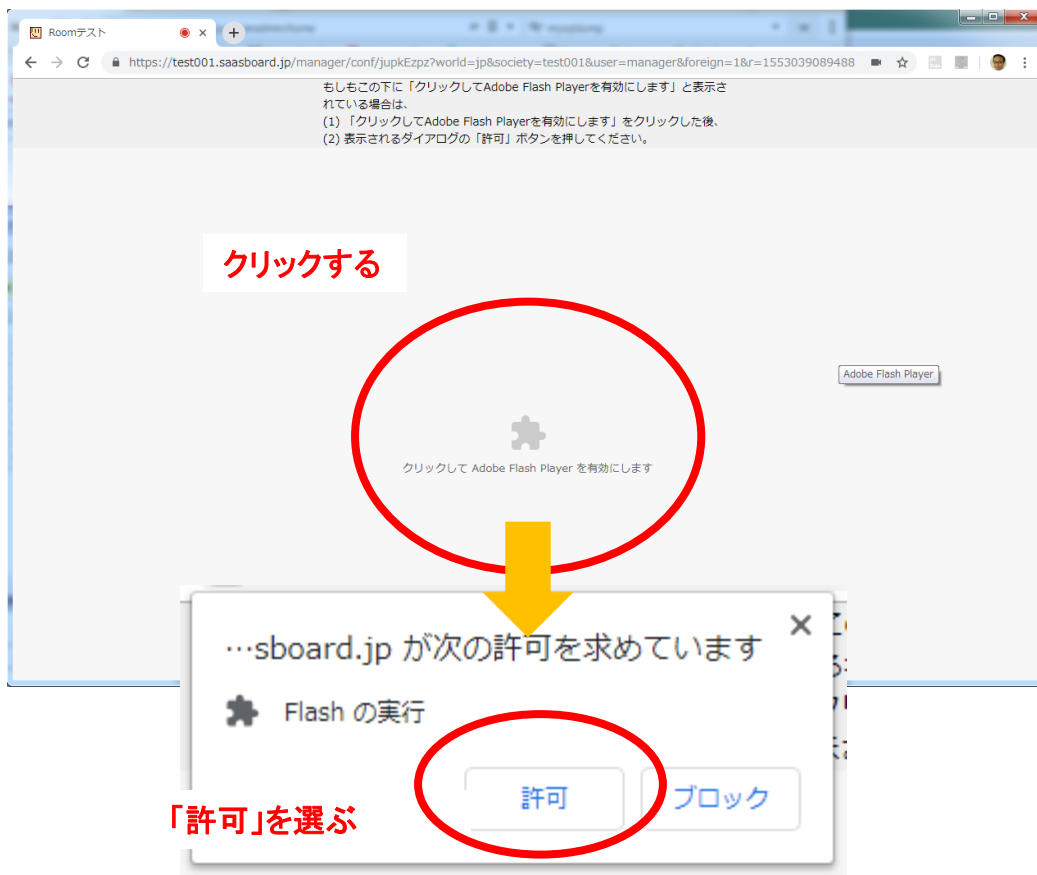 Roomテスト
https://test001.saasboard.jp/manager/conf/jupkEzpz?world=jp&society=test001&user=manager&foreign=1&r=1553039089488
もしもこの下に「クリックしてAdobe Flash Playerを有効にします」と表示さ
れている場合は、
(1) 「クリックしてAdobe Flash Playerを有効にします」をクリックした後、
(2) 表示されるダイアログの「許可」ボタンを押してください。
クリックする
Adobe Flash Player
クリックして Adobe Flash Player を有効にします
…sboard.jp が次の許可を求めています
Flash の実行
許可
ブロック
「許可」を選ぶ